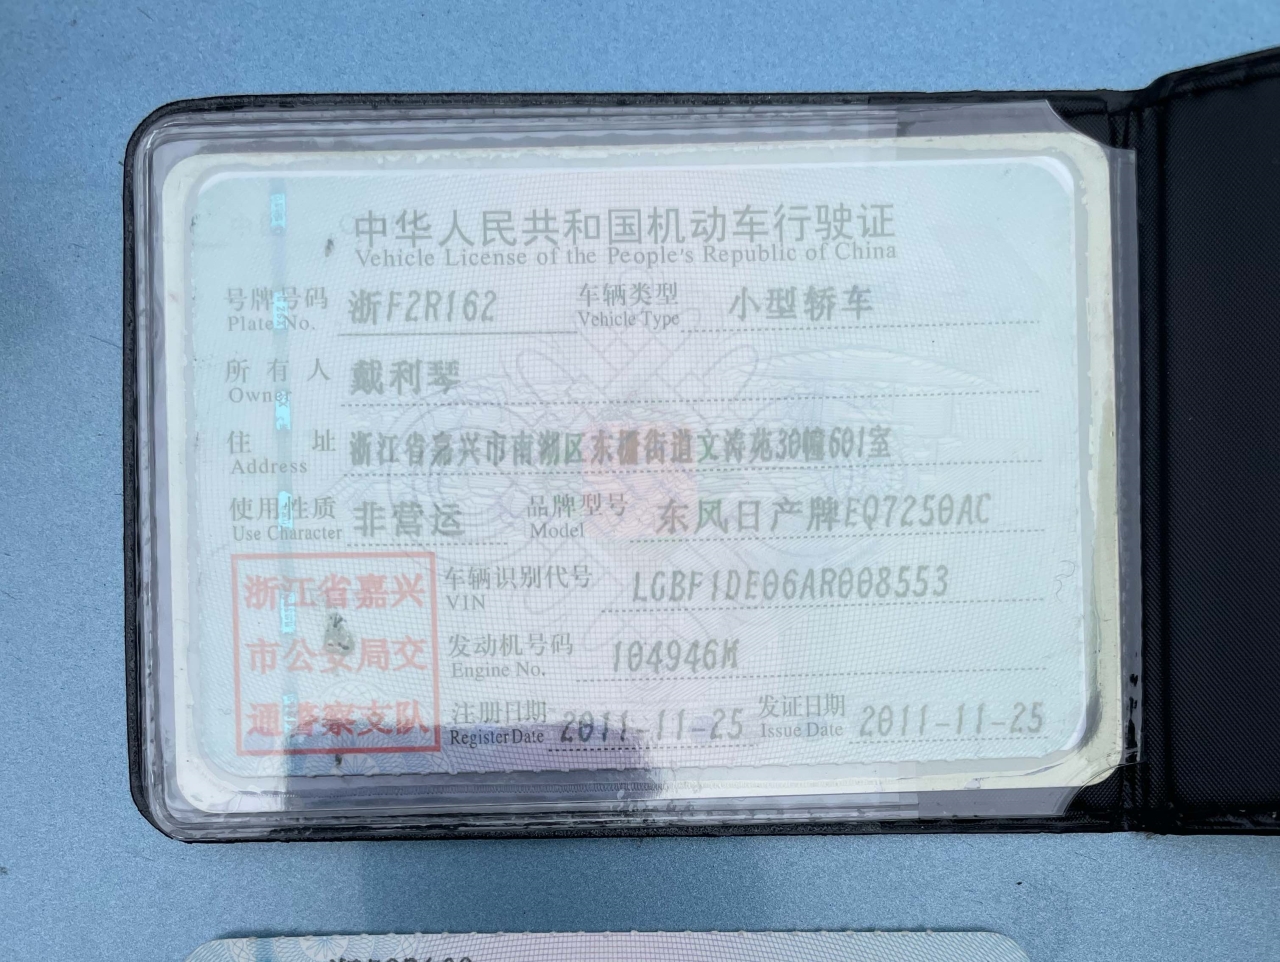 中华人民共和国机动车行驶证
Vehicle License of the People's Republic of China
号牌号码 浙F2R162 车辆类型 小型轿车
Plate No. Vehicle Type
所有人 戴利琴
Owner
住址 浙江省嘉兴市南湖区东栅街道文涛苑30幢601室
Address
使用性质 非营运 品牌型号 东风日产牌EQ7250AC
Use Character Model
浙江省嘉兴
市公安局交
通警察支队
车辆识别代号 LGBF1DE06AR008553
VIN
发动机号码 104946M
Engine No.
注册日期 2011-11-25 发证日期 2011-11-25
Register Date Issue Date